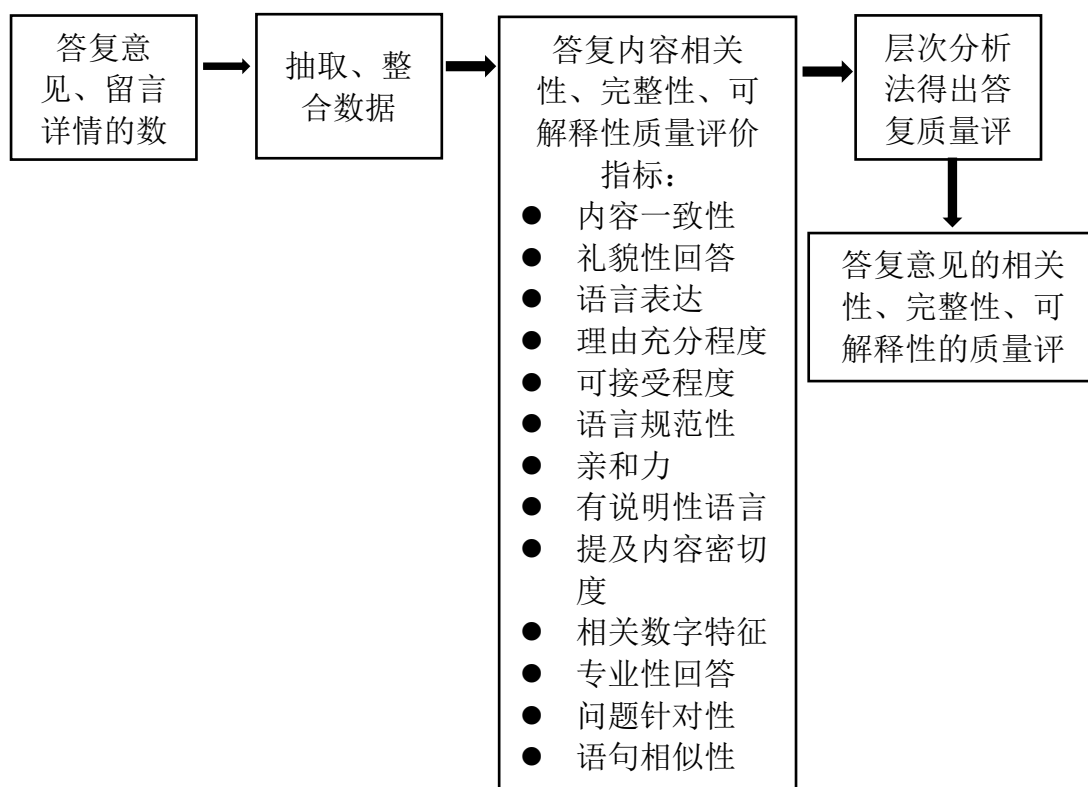 答复意
见、留言
详情的数
抽取、整
合数据
答复内容相关
性、完整性、可
解释性质量评价
指标：
● 内容一致性
● 礼貌性回答
● 语言表达
● 理由充分程度
● 可接受程度
● 语言规范性
● 亲和力
● 有说明性语言
● 提及内容密切
度
● 相关数字特征
● 专业性回答
● 问题针对性
● 语句相似性
层次分析
法得出答
复质量评
答复意见的相关
性、完整性、可
解释性的质量评